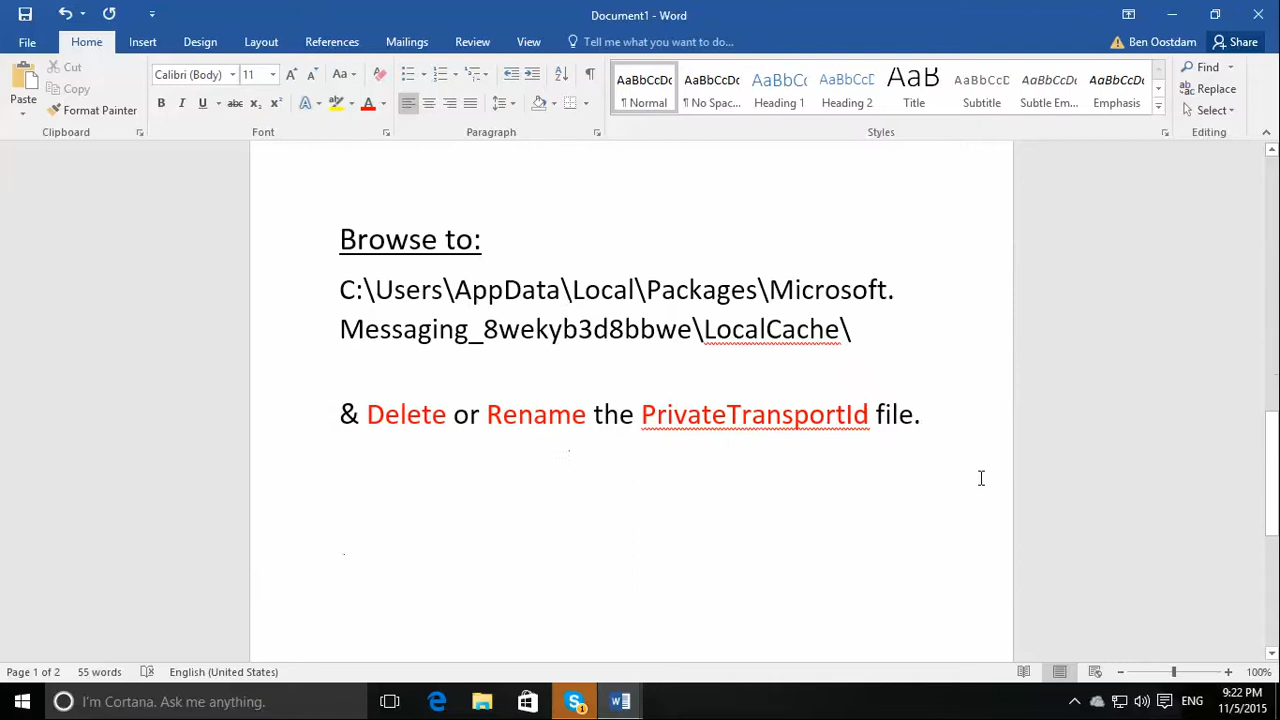 Document1 - Word
File Home Insert Design Layout References Mailings Review View Tell me what you want to do... Ben Oostdam Share
Paste Cut Copy Format Painter
Calibri (Body) 11
AaBbCcDc AaBbCcDc AaBbCc AaBbCcD AaB AaBbCcD AaBbCcDc AaBbCcDc
¶ Normal ¶ No Spac... Heading 1 Heading 2 Title Subtitle Subtle Em... Emphasis
Find Replace Select
Clipboard Font Paragraph Styles Editing
Browse to:
C:\Users\AppData\Local\Packages\Microsoft.
Messaging_8wekyb3d8bbwe\LocalCache\
& Delete or Rename the PrivateTransportId file.
Page 1 of 2 55 words English (United States) 100%
I'm Cortana. Ask me anything. ENG 9:22 PM
11/5/2015